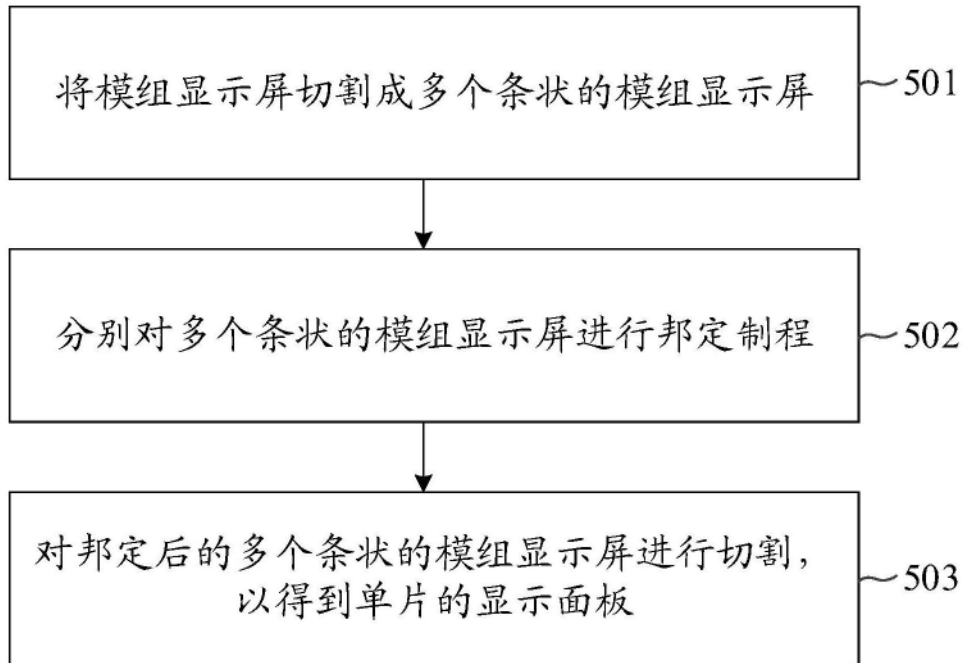 将模组显示屏切割成多个条状的模组显示屏
501
分别对多个条状的模组显示屏进行邦定制程
502
对邦定后的多个条状的模组显示屏进行切割，
以得到单片的显示面板
503